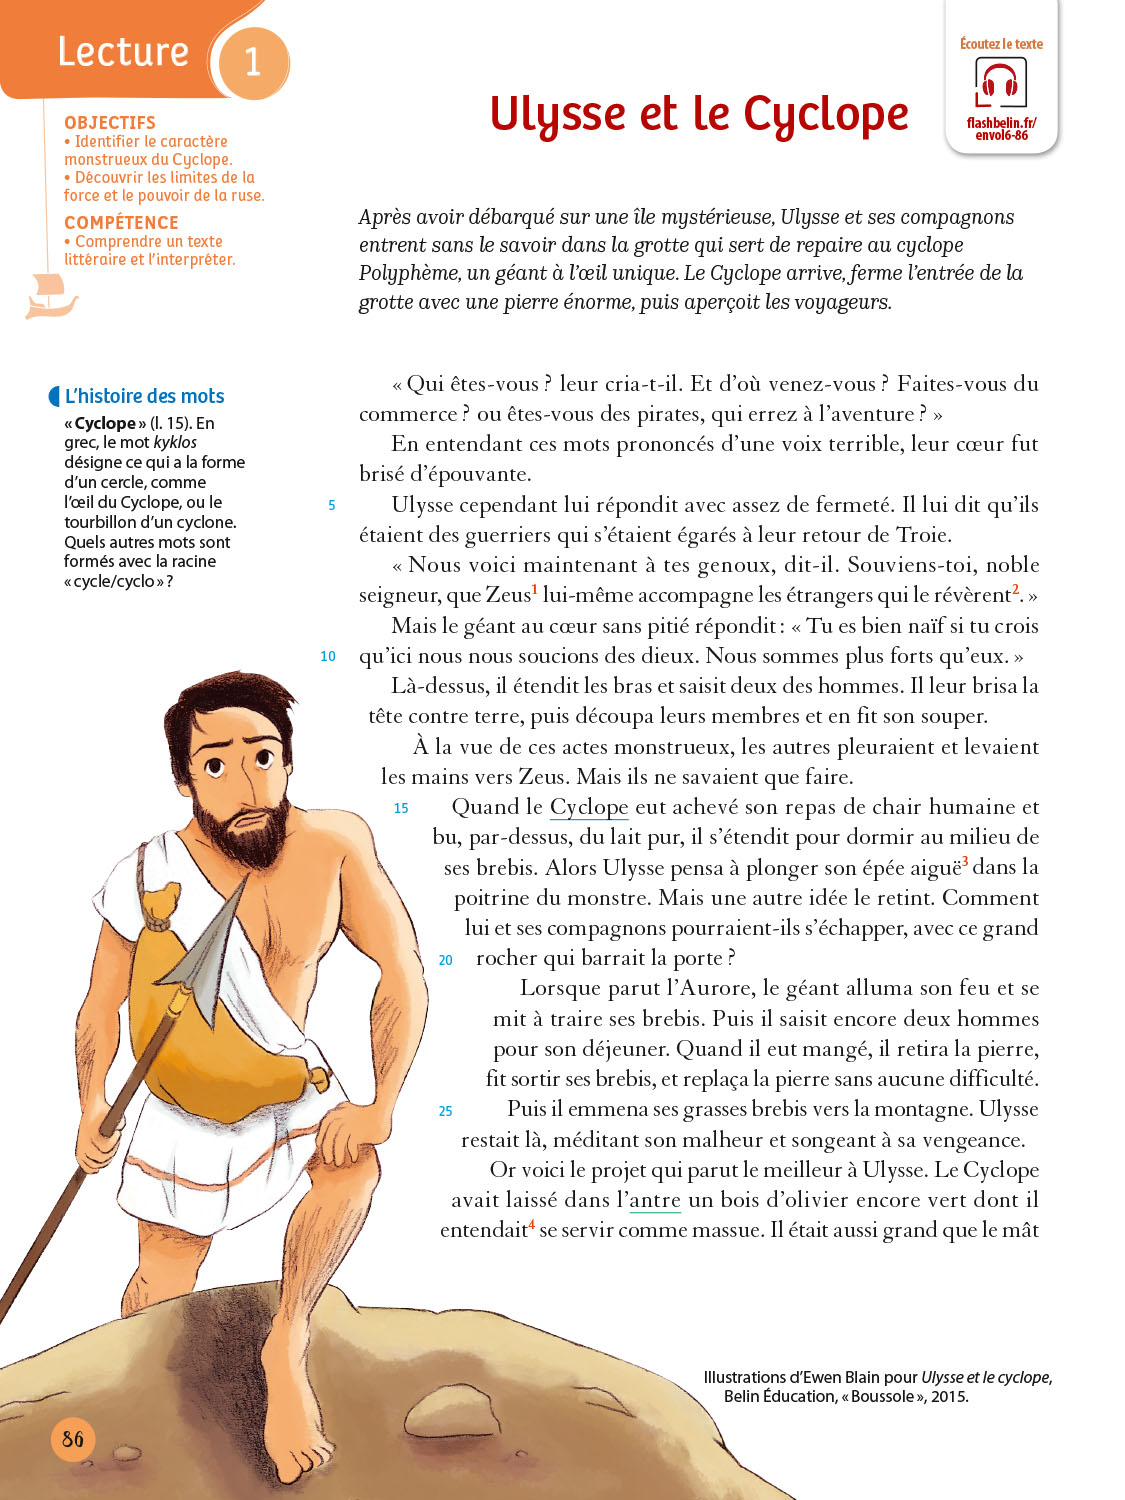 Lecture 1
Écoutez le texte
flashbelin.fr/
envol6-86
OBJECTIFS
• Identifier le caractère
monstrueux du Cyclope.
• Découvrir les limites de la
force et le pouvoir de la ruse.
COMPÉTENCE
• Comprendre un texte
littéraire et l'interpréter.
Ulysse et le Cyclope
Après avoir débarqué sur une île mystérieuse, Ulysse et ses compagnons
entrent sans le savoir dans la grotte qui sert de repaire au cyclope
Polyphème, un géant à l'œil unique. Le Cyclope arrive, ferme l'entrée de la
grotte avec une pierre énorme, puis aperçoit les voyageurs.
L'histoire des mots
« Cyclope » (l. 15). En
grec, le mot kyklos
désigne ce qui a la forme
d'un cercle, comme
l'œil du Cyclope, ou le
tourbillon d'un cyclone.
Quels autres mots sont
formés avec la racine
« cycle/cyclo » ?
« Qui êtes-vous ? leur cria-t-il. Et d'où venez-vous ? Faites-vous du
commerce ? ou êtes-vous des pirates, qui errez à l'aventure ? »
En entendant ces mots prononcés d'une voix terrible, leur cœur fut
brisé d'épouvante.
5 Ulysse cependant lui répondit avec assez de fermeté. Il lui dit qu'ils
étaient des guerriers qui s'étaient égarés à leur retour de Troie.
« Nous voici maintenant à tes genoux, dit-il. Souviens-toi, noble
seigneur, que Zeus1 lui-même accompagne les étrangers qui le révèrent2. »
Mais le géant au cœur sans pitié répondit : « Tu es bien naïf si tu crois
10 qu'ici nous nous soucions des dieux. Nous sommes plus forts qu'eux. »
Là-dessus, il étendit les bras et saisit deux des hommes. Il leur brisa la
tête contre terre, puis découpa leurs membres et en fit son souper.
À la vue de ces actes monstrueux, les autres pleuraient et levaient
les mains vers Zeus. Mais ils ne savaient que faire.
15 Quand le Cyclope eut achevé son repas de chair humaine et
bu, par-dessus, du lait pur, il s'étendit pour dormir au milieu de
ses brebis. Alors Ulysse pensa à plonger son épée aiguë3 dans la
poitrine du monstre. Mais une autre idée le retint. Comment
lui et ses compagnons pourraient-ils s'échapper, avec ce grand
20 rocher qui barrait la porte ?
Lorsque parut l'Aurore, le géant alluma son feu et se
mit à traire ses brebis. Puis il saisit encore deux hommes
pour son déjeuner. Quand il eut mangé, il retira la pierre,
fit sortir ses brebis, et replaça la pierre sans aucune difficulté.
25 Puis il emmena ses grasses brebis vers la montagne. Ulysse
restait là, méditant son malheur et songeant à sa vengeance.
Or voici le projet qui parut le meilleur à Ulysse. Le Cyclope
avait laissé dans l'antre un bois d'olivier encore vert dont il
entendait4 se servir comme massue. Il était aussi grand que le mât
Illustrations d'Ewen Blain pour Ulysse et le cyclope,
Belin Éducation, « Boussole », 2015.
86